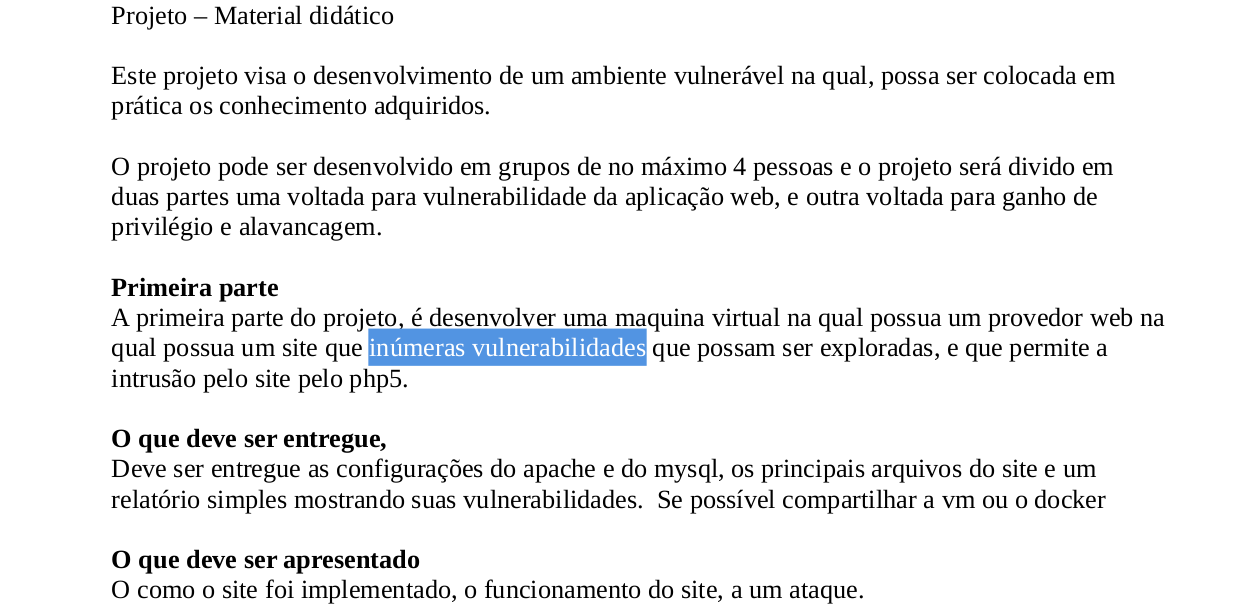 Projeto – Material didático
Este projeto visa o desenvolvimento de um ambiente vulnerável na qual, possa ser colocada em
prática os conhecimento adquiridos.
O projeto pode ser desenvolvido em grupos de no máximo 4 pessoas e o projeto será divido em
duas partes uma voltada para vulnerabilidade da aplicação web, e outra voltada para ganho de
privilégio e alavancagem.
Primeira parte
A primeira parte do projeto, é desenvolver uma maquina virtual na qual possua um provedor web na
qual possua um site que inúmeras vulnerabilidades que possam ser exploradas, e que permite a
intrusão pelo site pelo php5.
O que deve ser entregue,
Deve ser entregue as configurações do apache e do mysql, os principais arquivos do site e um
relatório simples mostrando suas vulnerabilidades.  Se possível compartilhar a vm ou o docker
O que deve ser apresentado
O como o site foi implementado, o funcionamento do site, a um ataque.